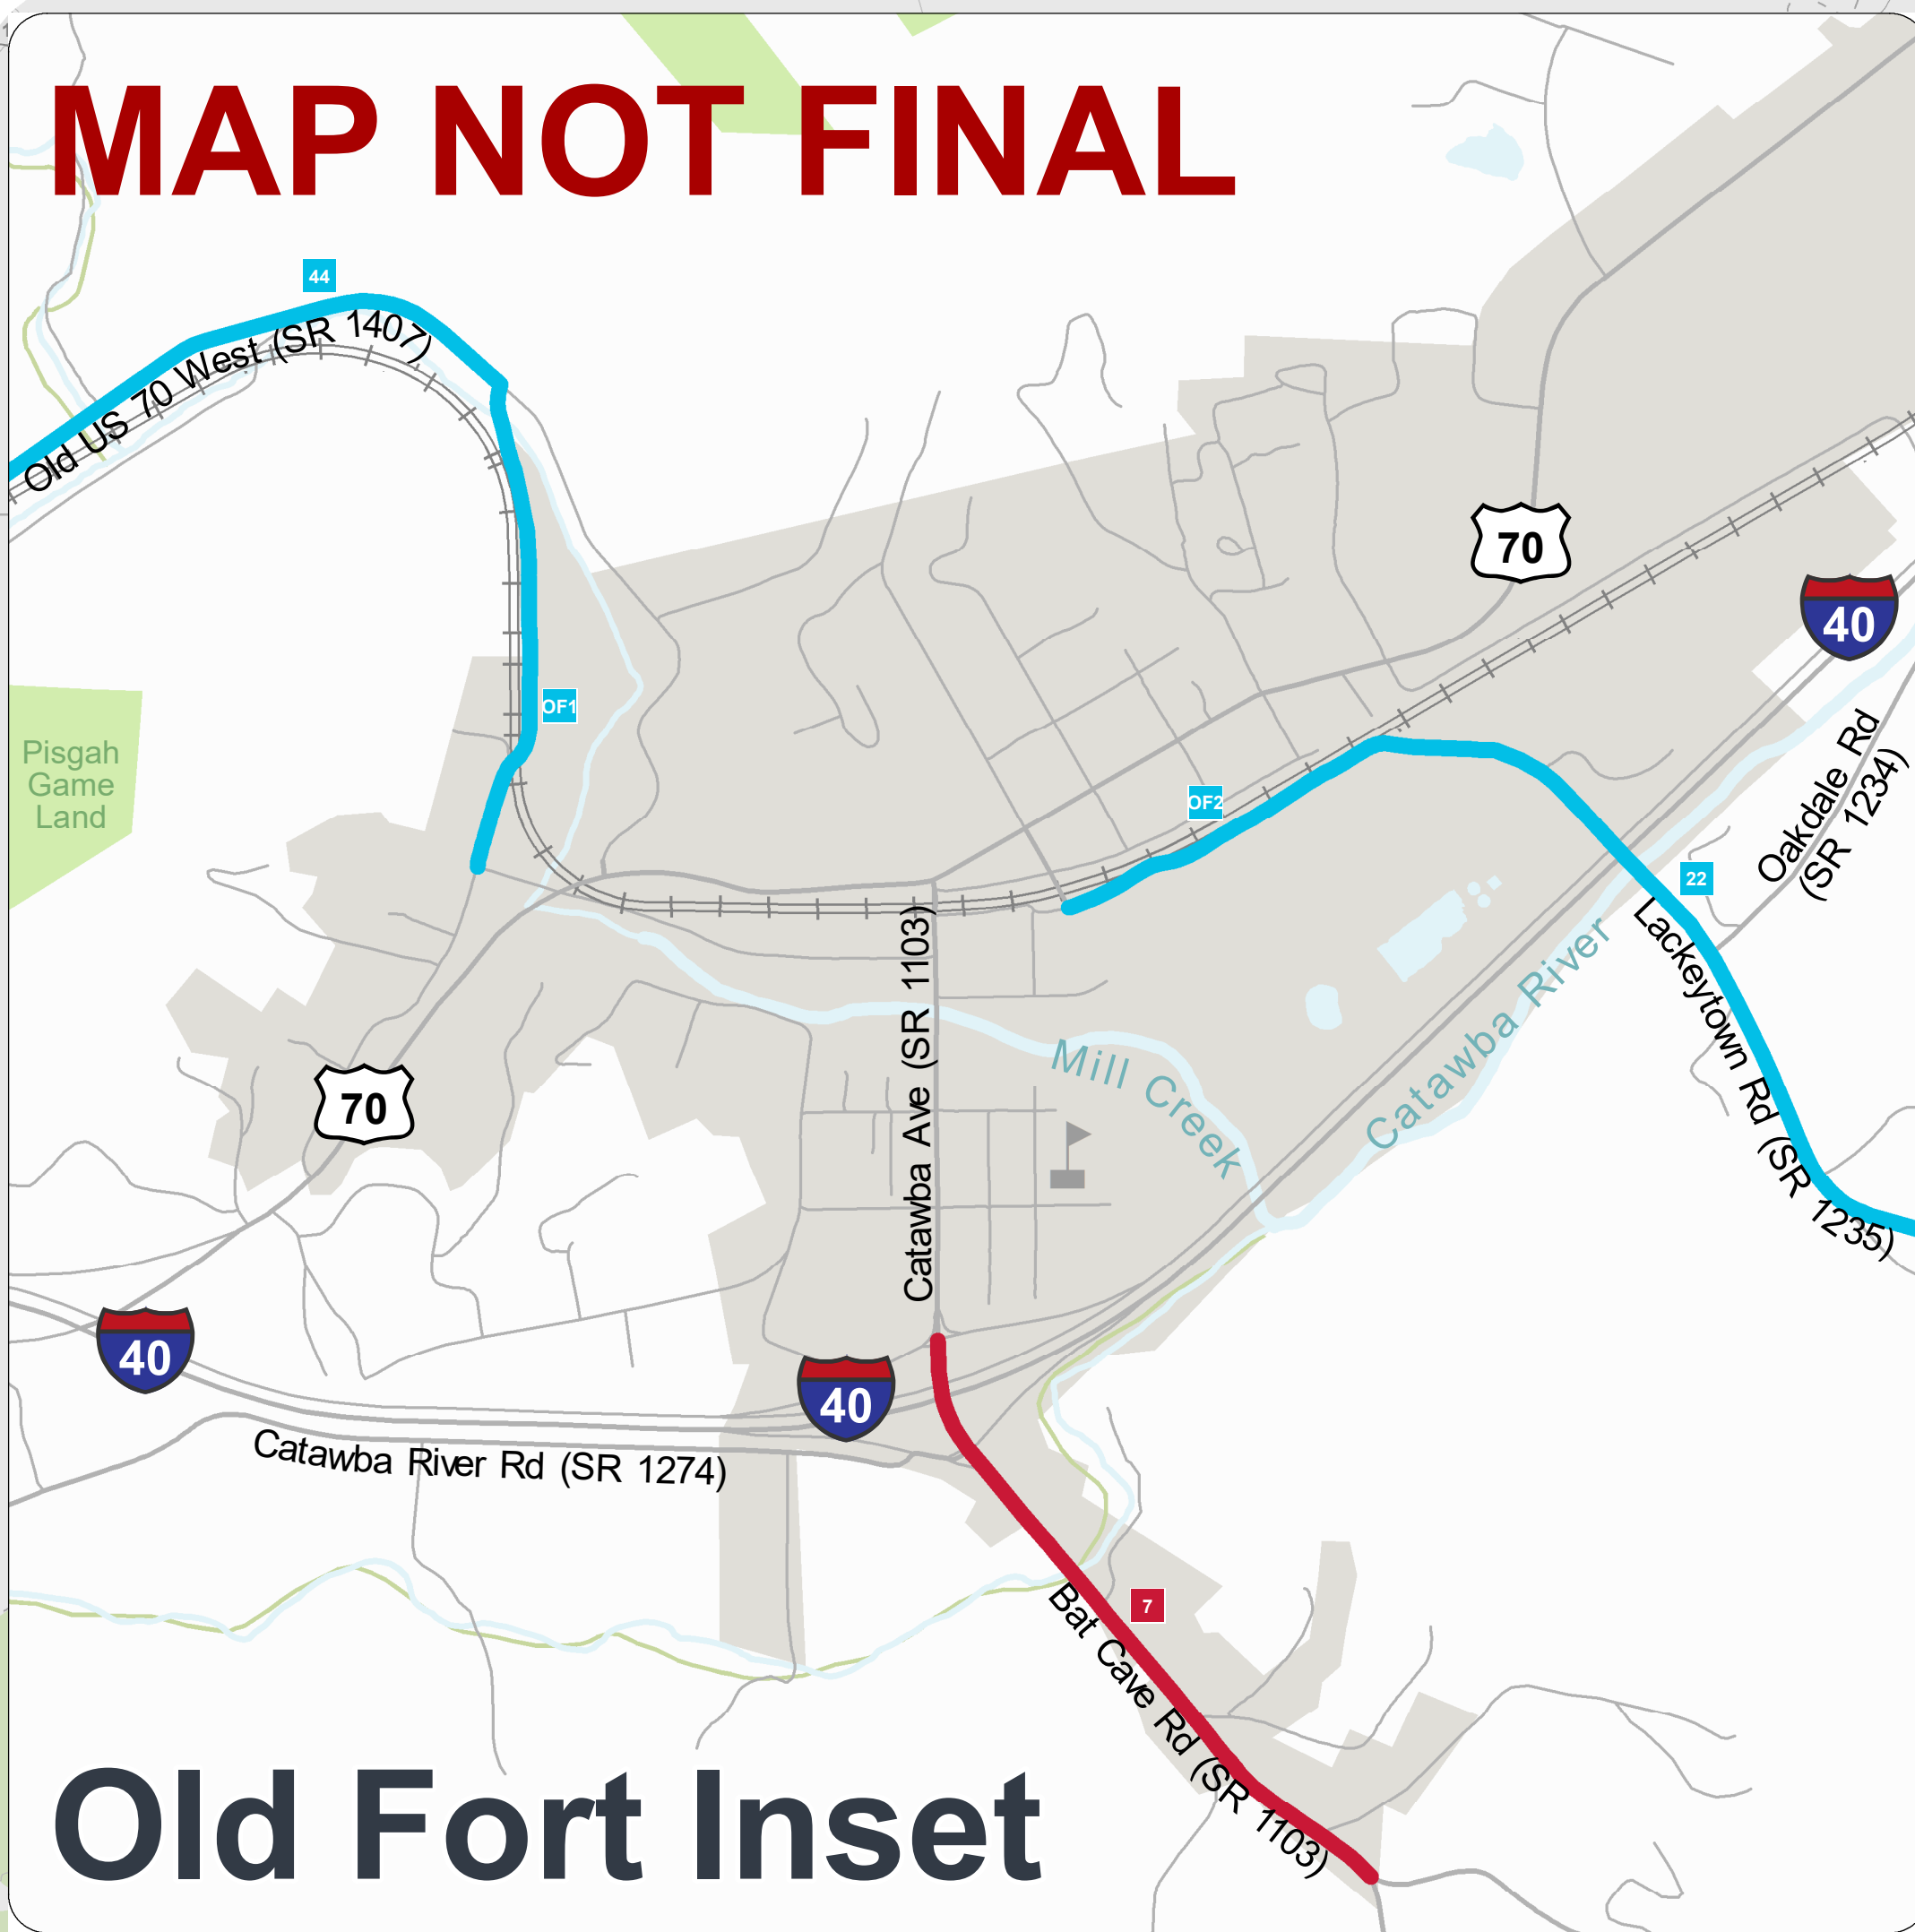 MAP NOT FINAL
44
Old US 70 West (SR 1407)
70
40
OF1
Pisgah
Game
Land
OF2
Oakdale Rd
(SR 1234)
22
Lackeytown Rd (SR 1235)
Catawba River
Catawba Ave (SR 1103)
Mill Creek
70
40
40
Catawba River Rd (SR 1274)
7
Bat Cave Rd (SR 1103)
Old Fort Inset